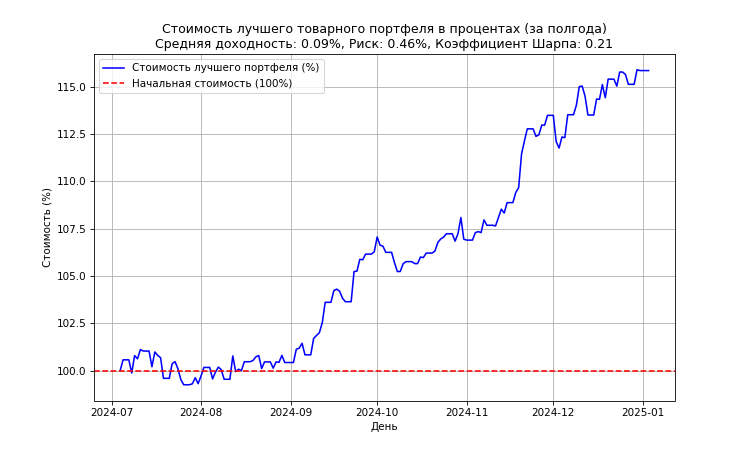 Стоимость лучшего товарного портфеля в процентах (за полгода)
Средняя доходность: 0.09%, Риск: 0.46%, Коэффициент Шарпа: 0.21
Стоимость лучшего портфеля (%)
Начальная стоимость (100%)
Стоимость (%)
115.0
112.5
110.0
107.5
105.0
102.5
100.0
2024-07 2024-08 2024-09 2024-10 2024-11 2024-12 2025-01
День